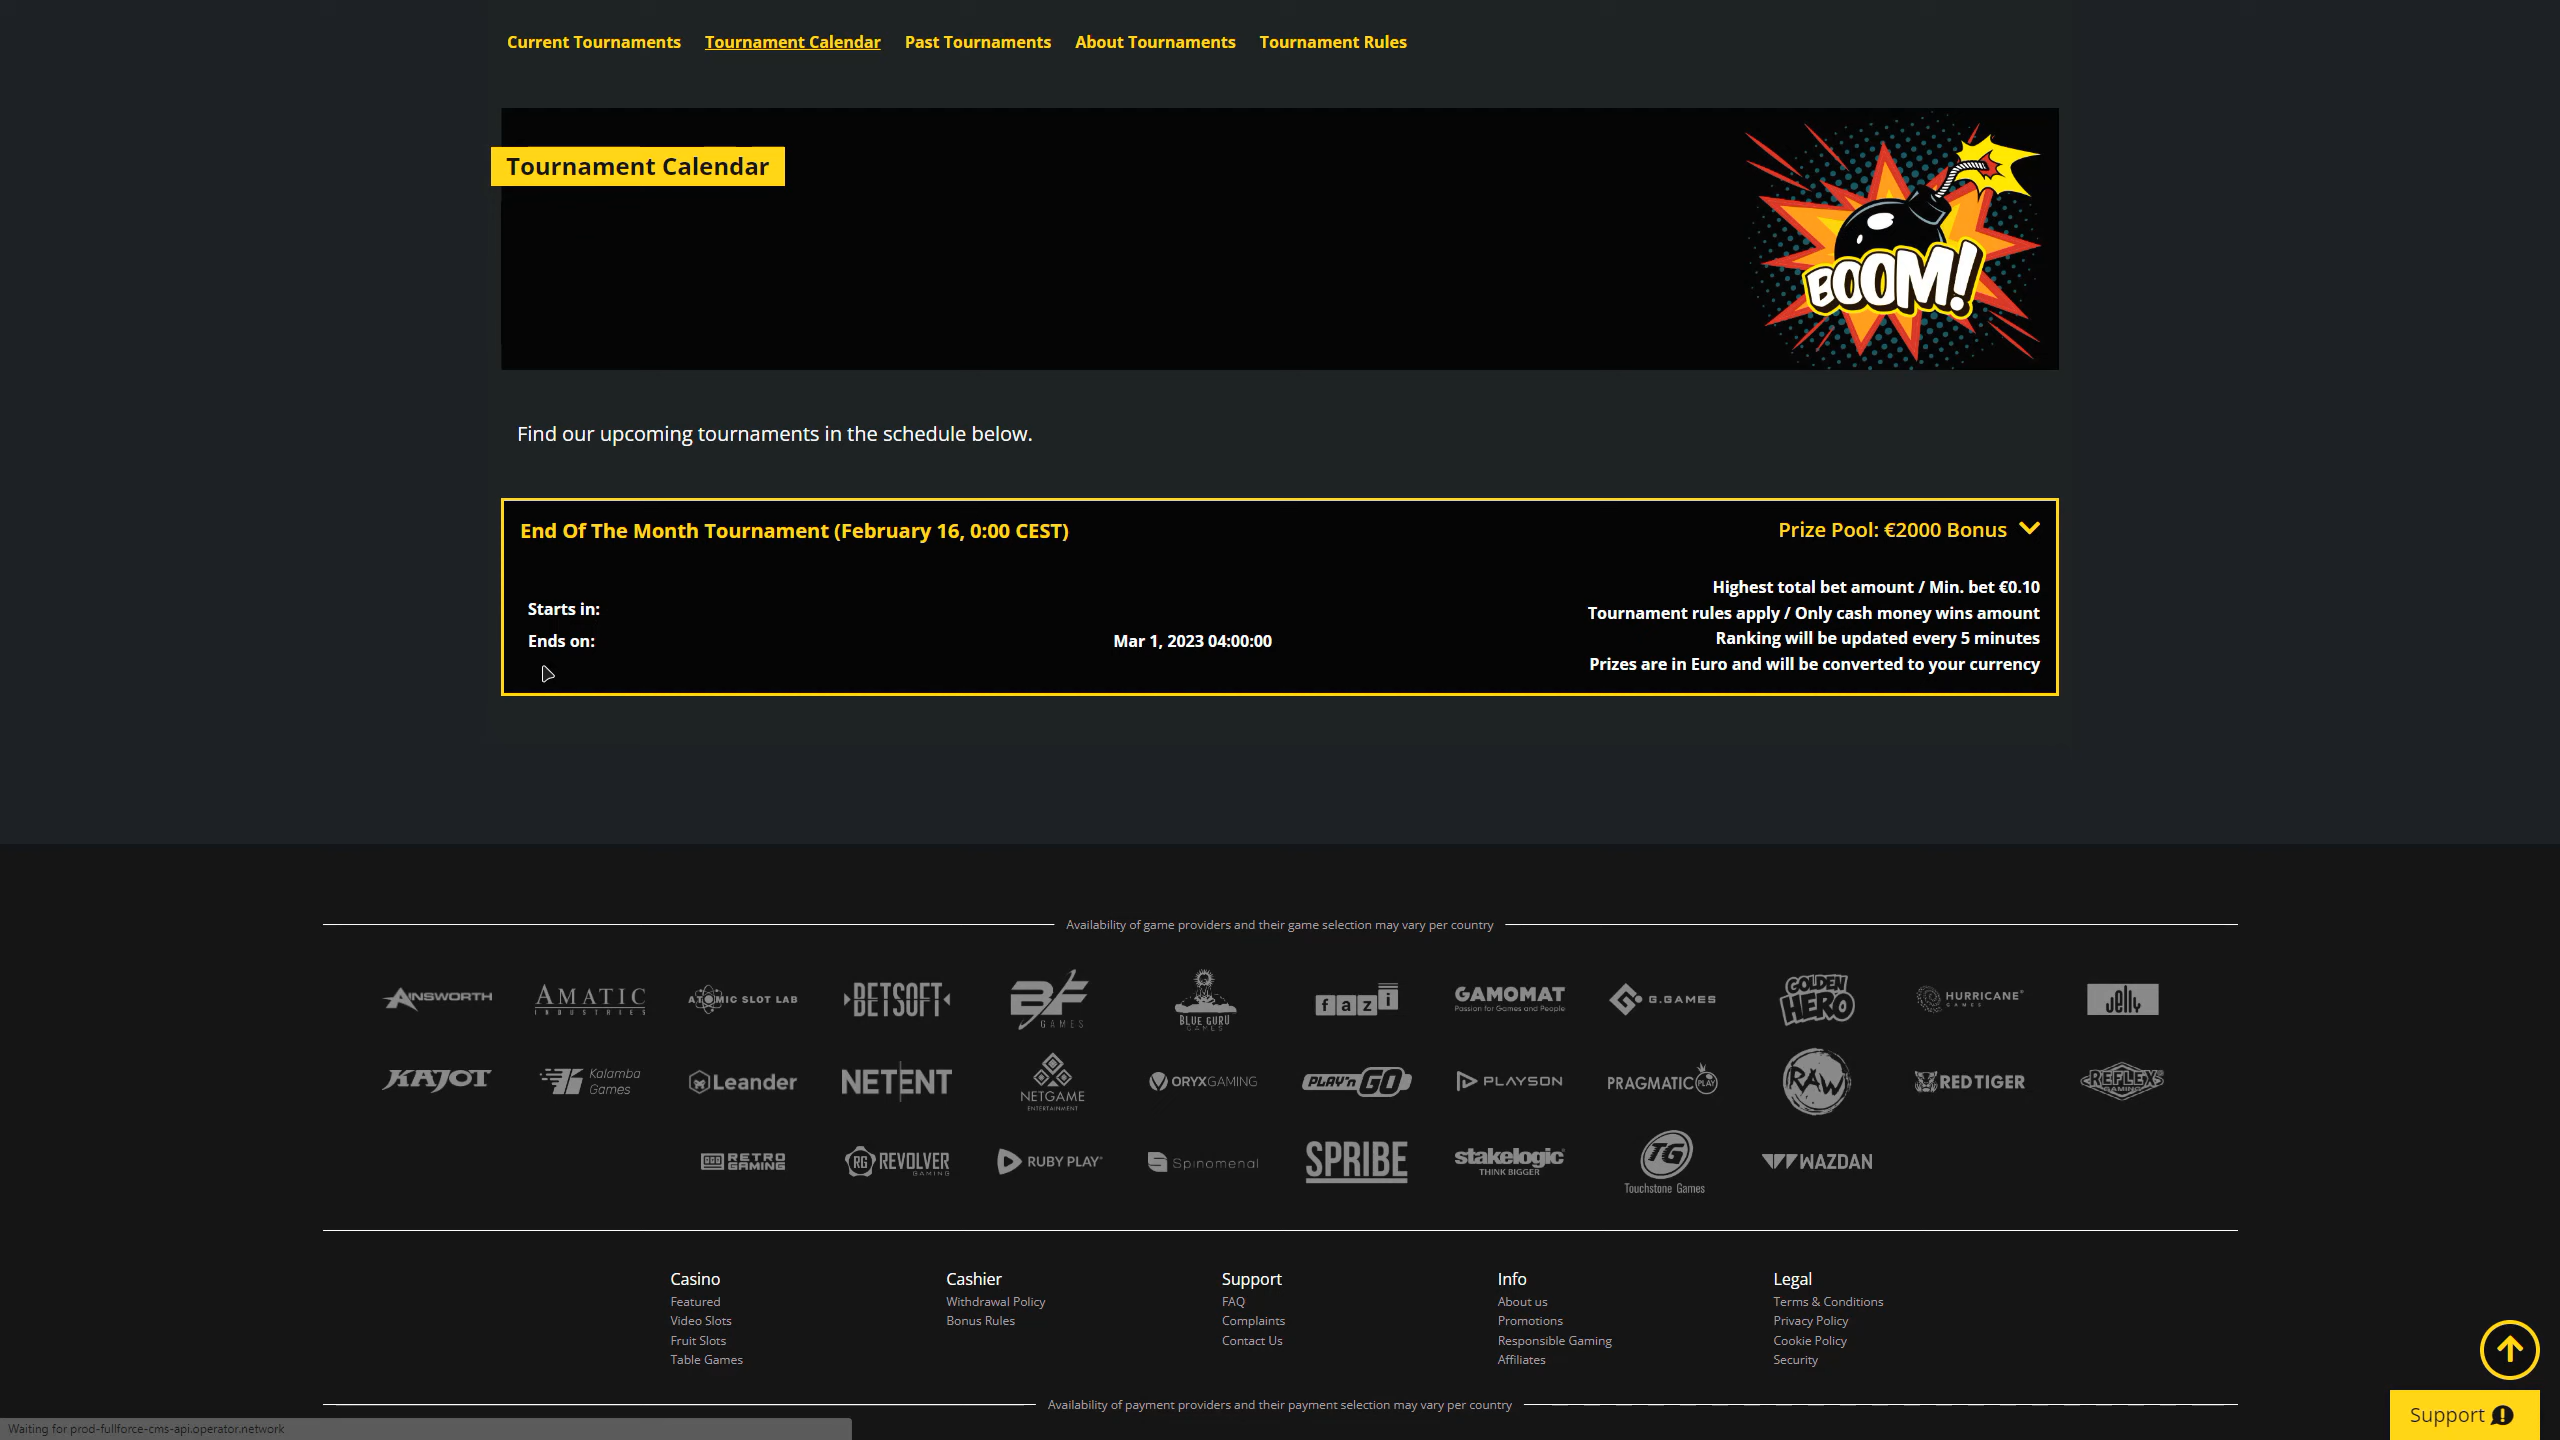 Current Tournaments Tournament Calendar Past Tournaments About Tournaments Tournament Rules
Tournament Calendar
BOOM!
Find our upcoming tournaments in the schedule below.
End Of The Month Tournament (February 16, 0:00 CEST)
Prize Pool: €2000 Bonus
Highest total bet amount / Min. bet €0.10
Starts in:
Tournament rules apply / Only cash money wins amount
Ends on: Mar 1, 2023 04:00:00
Ranking will be updated every 5 minutes
Prizes are in Euro and will be converted to your currency
Availability of game providers and their game selection may vary per country
AINSWORTH
AMATIC
INDUSTRIES
ATOMIC SLOT LAB
BETSOFT
BF
GAMES
BLUE GURU
GAMES
fazi
GAMOMAT
Passion for Games and People
G.GAMES
GOLDEN
HERO
HURRICANE
GAMES
Jelly
KAJOT
Kalamba
Games
Leander
NETENT
NETGAME
ENTERTAINMENT
ORYXGAMING
PLAY'n GO
PLAYSON
PRAGMATIC PLAY
RAW
RED TIGER
REFLEX
GAMING
RETRO
GAMING
RG REVOLVER
GAMING
RUBY PLAY
Spinomenal
SPRIBE
stakelogic
THINK BIGGER
TG
Touchstone Games
WAZDAN
Casino
Featured
Video Slots
Fruit Slots
Table Games
Cashier
Withdrawal Policy
Bonus Rules
Support
FAQ
Complaints
Contact Us
Info
About us
Promotions
Responsible Gaming
Affiliates
Legal
Terms & Conditions
Privacy Policy
Cookie Policy
Security
Availability of payment providers and their payment selection may vary per country
Support
Waiting for prod-fullforce-cms-api.operator.network